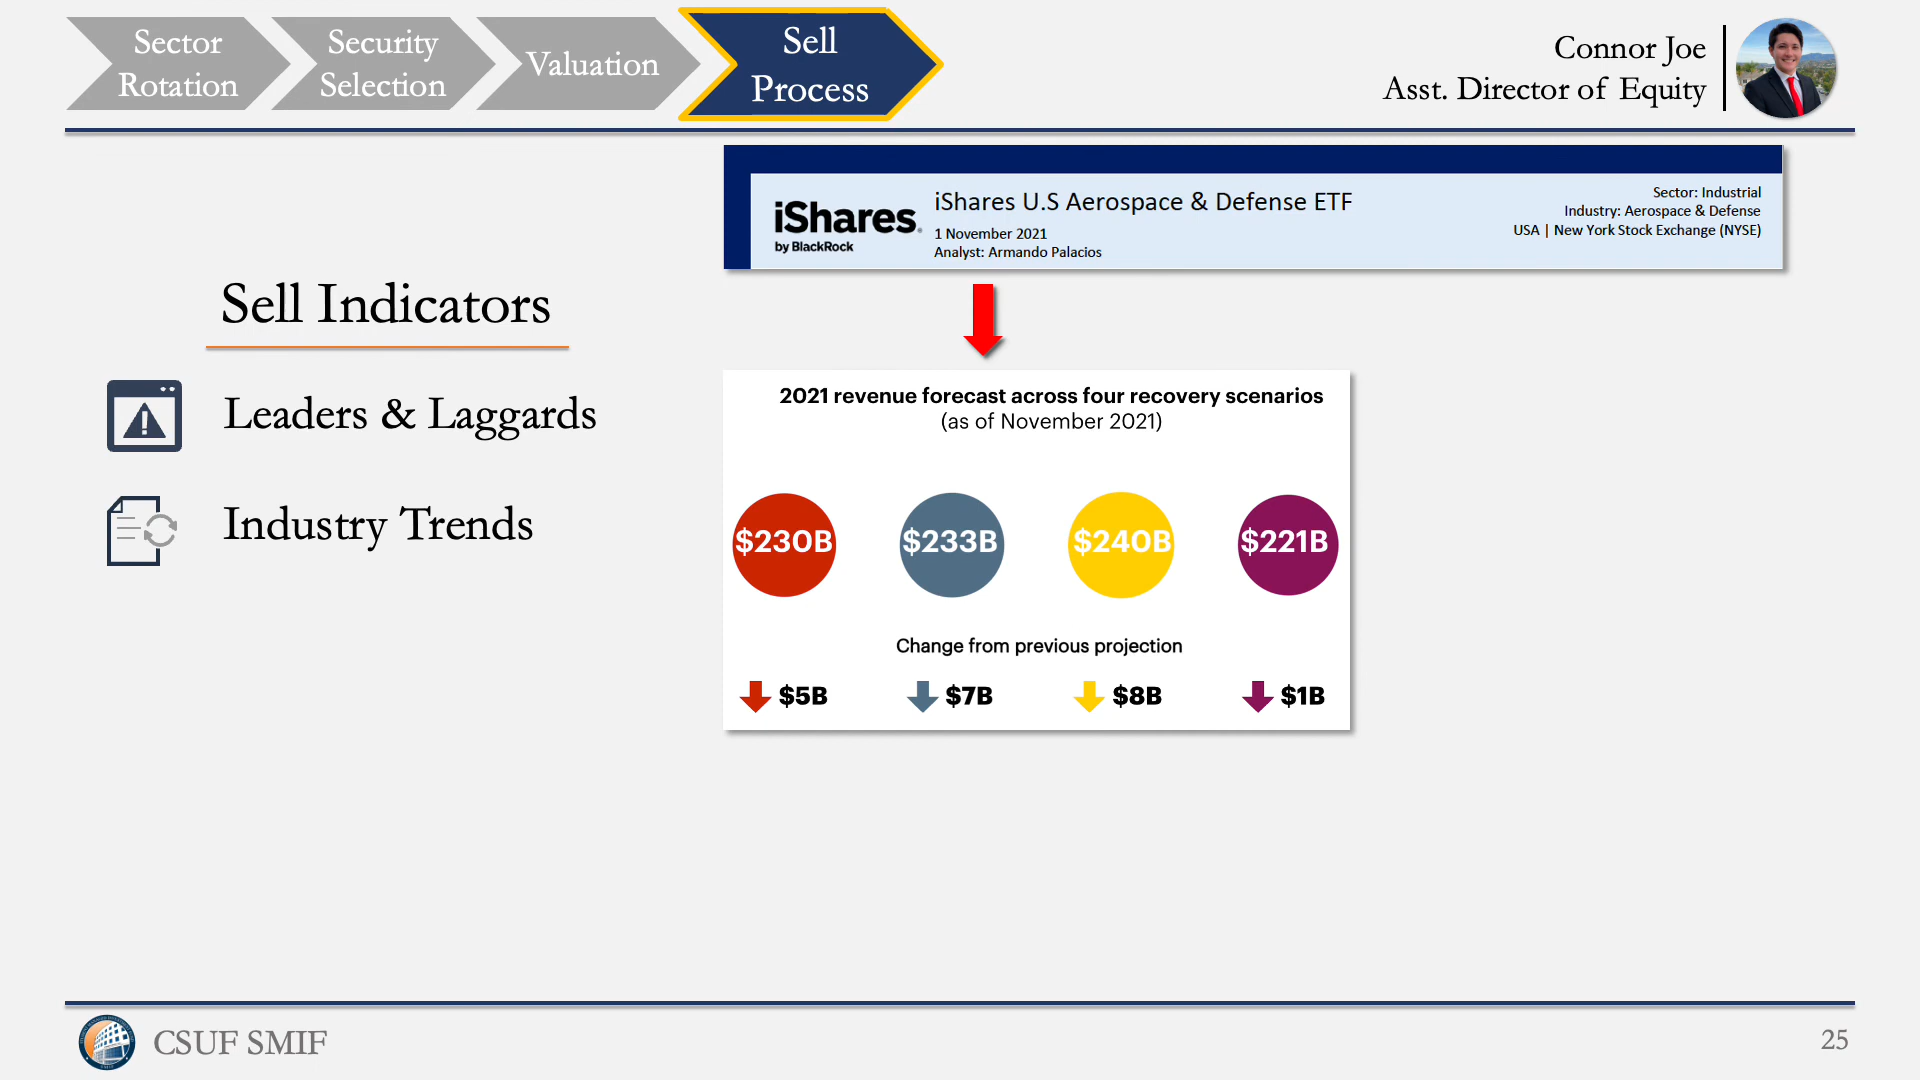 Sector
Rotation
Security
Selection
Valuation
Sell
Process
Connor Joe
Asst. Director of Equity
iShares
by BlackRock
iShares U.S Aerospace & Defense ETF
1 November 2021
Analyst: Armando Palacios
Sector: Industrial
Industry: Aerospace & Defense
USA | New York Stock Exchange (NYSE)
Sell Indicators
Leaders & Laggards
Industry Trends
2021 revenue forecast across four recovery scenarios
(as of November 2021)
$230B $233B $240B $221B
Change from previous projection
$5B $7B $8B $1B
CSUF SMIF
25